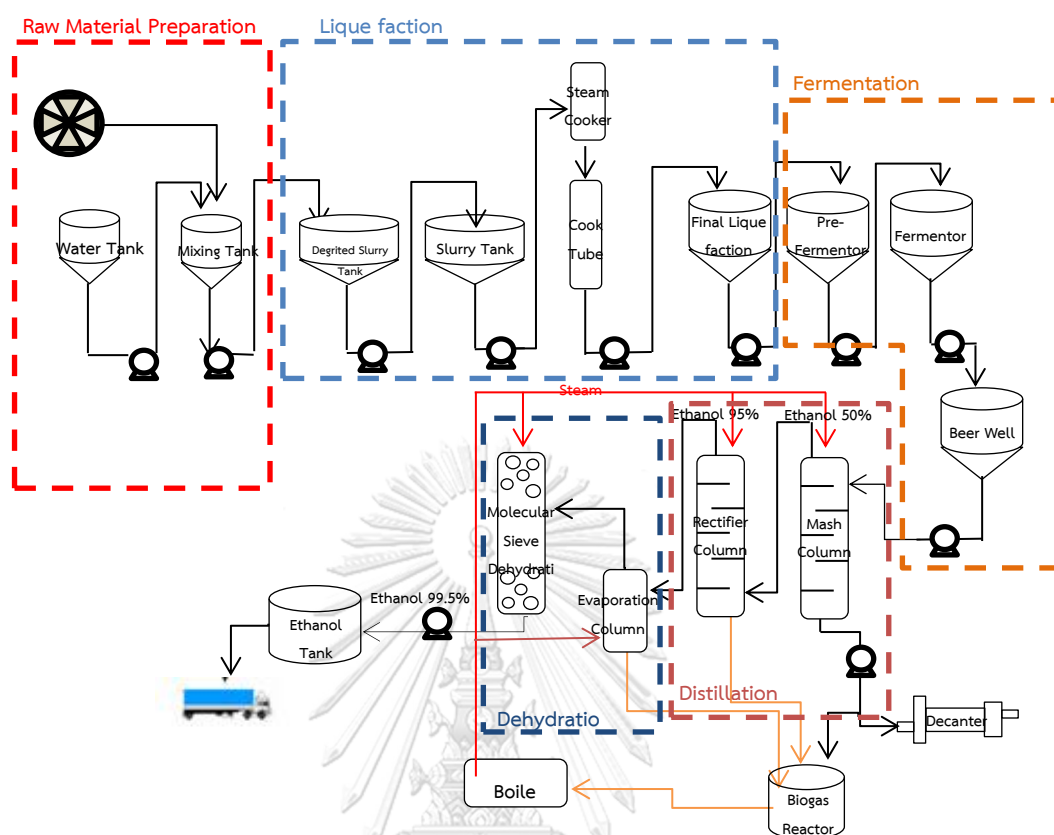 Raw Material Preparation
Lique faction
Fermentation
Steam
Cooker
Water Tank
Mixing Tank
Degrited Slurry
Tank
Slurry Tank
Cook
Tube
Final Lique
faction
Pre-
Fermentor
Fermentor
Steam
Ethanol 95%
Ethanol 50%
Beer Well
Molecular
Sieve
Dehydrati
Rectifier
Column
Mash
Column
Ethanol 99.5%
Evaporation
Column
Ethanol
Tank
Distillation
Dehydratio
Decanter
Boile
Biogas
Reactor